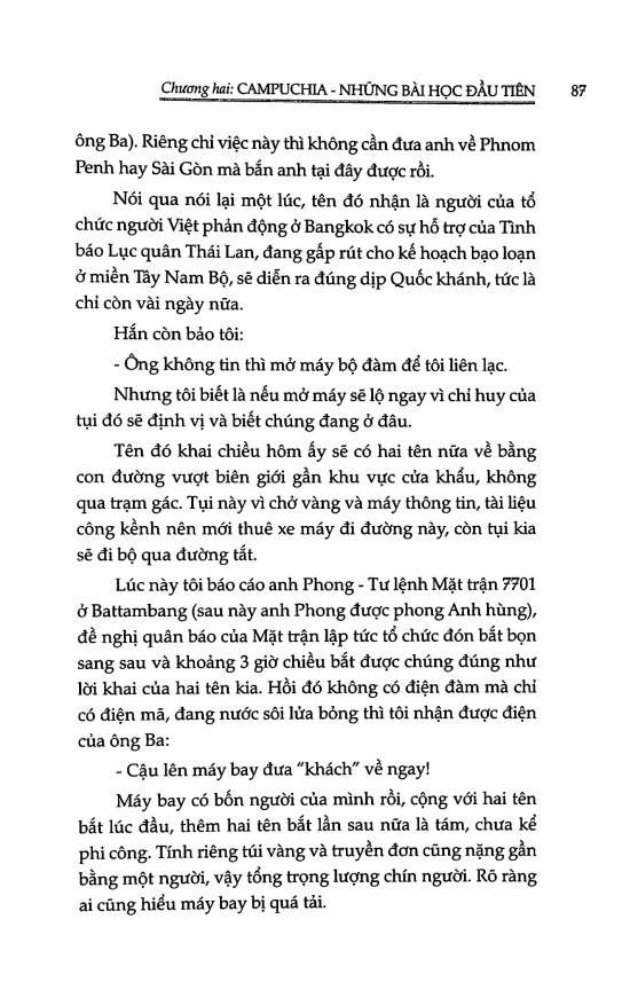 Chương hai: CAMPUCHIA - NHỮNG BÀI HỌC ĐẦU TIÊN 87
ông Ba). Riêng chỉ việc này thì không cần đưa anh về Phnom
Penh hay Sài Gòn mà bắn anh tại đây được rồi.
Nói qua nói lại một lúc, tên đó nhận là người của tổ
chức người Việt phản động ở Bangkok có sự hỗ trợ của Tình
báo Lục quân Thái Lan, đang gấp rút cho kế hoạch bạo loạn
ở miền Tây Nam Bộ, sẽ diễn ra đúng dịp Quốc khánh, tức là
chỉ còn vài ngày nữa.
Hắn còn bảo tôi:
- Ông không tin thì mở máy bộ đàm để tôi liên lạc.
Nhưng tôi biết là nếu mở máy sẽ lộ ngay vì chỉ huy của
tụi đó sẽ định vị và biết chúng đang ở đâu.
Tên đó khai chiều hôm ấy sẽ có hai tên nữa về bằng
con đường vượt biên giới gần khu vực cửa khẩu, không
qua trạm gác. Tụi này vì chở vàng và máy thông tin, tài liệu
công kềnh nên mới thuê xe máy đi đường này, còn tụi kia
sẽ đi bộ qua đường tắt.
Lúc này tôi báo cáo anh Phong - Tư lệnh Mặt trận 7701
ở Battambang (sau này anh Phong được phong Anh hùng),
đề nghị quân báo của Mặt trận lập tức tổ chức đón bắt bọn
sang sau và khoảng 3 giờ chiều bắt được chúng đúng như
lời khai của hai tên kia. Hồi đó không có điện đàm mà chỉ
có điện mã, đang nước sôi lửa bỏng thì tôi nhận được điện
của ông Ba:
- Cậu lên máy bay đưa "khách" về ngay!
Máy bay có bốn người của mình rồi, cộng với hai tên
bắt lúc đầu, thêm hai tên bắt lần sau nữa là tám, chưa kể
phi công. Tính riêng túi vàng và truyền đơn cũng nặng gần
bằng một người, vậy tổng trọng lượng chín người. Rõ ràng
ai cũng hiểu máy bay bị quá tải.